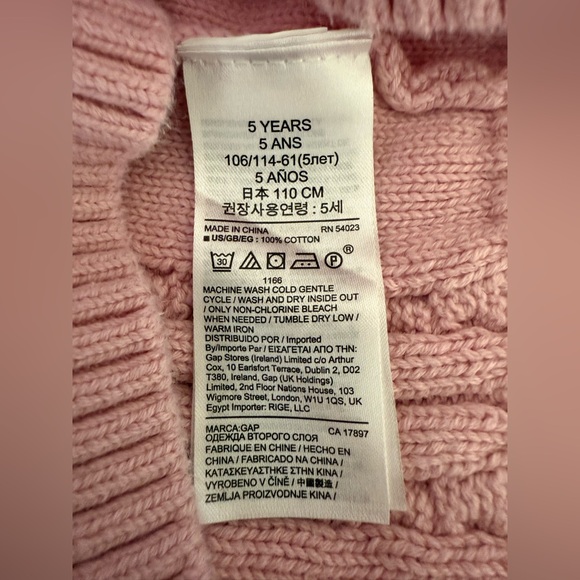 5 YEARS
5 ANS
106/114-61(5лет)
5 AÑOS
日本 110 CM
권장사용연령 : 5세
MADE IN CHINA RN 54023
■ US/GB/EG : 100% COTTON
30 P ®
1166
MACHINE WASH COLD GENTLE
CYCLE / WASH AND DRY INSIDE OUT
/ ONLY NON-CHLORINE BLEACH
WHEN NEEDED / TUMBLE DRY LOW /
WARM IRON
DISTRIBUIDO POR / Imported
By/Importe Par / ΕΙΣΑΓΕΤΑΙ ΑΠΟ ΤΗΝ:
Gap Stores (Ireland) Limited c/o Arthur
Cox, 10 Earlsfort Terrace, Dublin 2, D02
T380, Ireland, Gap (UK Holdings)
Limited, 2nd Floor Nations House, 103
Wigmore Street, London, W1U 1QS, UK
Egypt Importer: RIGE, LLC
MARCA:GAP CA 17897
ОДЕЖДА ВТОРОГО СЛОЯ
FABRIQUE EN CHINE / HECHO EN
CHINA / FABRICADO NA CHINA /
ΚΑΤΑΣΚΕΥΑΣΤΗΚΕ ΣΤΗΝ ΚΙΝΑ /
VYROBENO V ČÍNĚ / 中國製造 /
ZEMLJA PROIZVODNJE KINA /